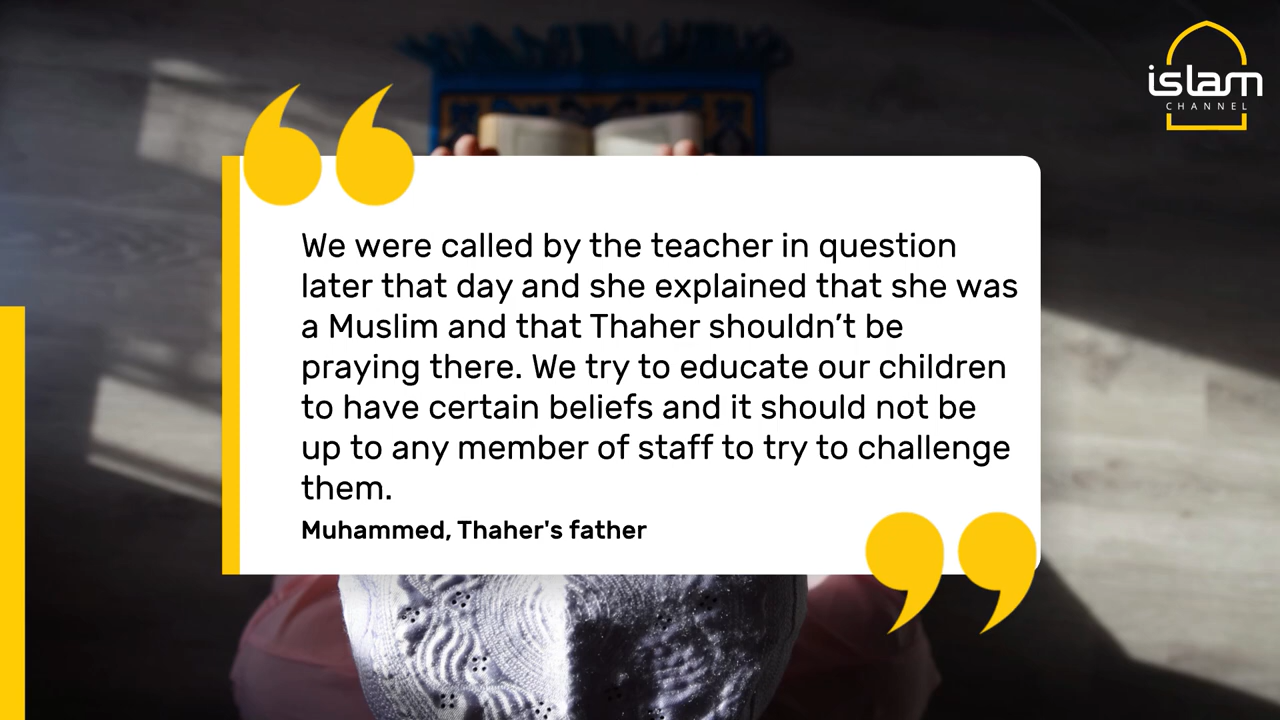 islam
CHANNEL
We were called by the teacher in question
later that day and she explained that she was
a Muslim and that Thaher shouldn’t be
praying there. We try to educate our children
to have certain beliefs and it should not be
up to any member of staff to try to challenge
them.
Muhammed, Thaher's father